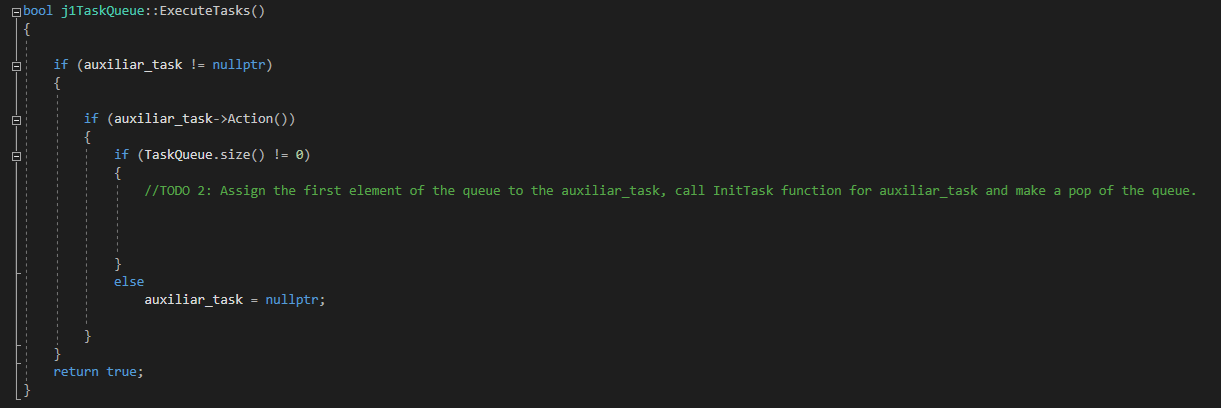 bool j1TaskQueue::ExecuteTasks()
{
if (auxiliar_task != nullptr)
{
if (auxiliar_task->Action())
{
if (TaskQueue.size() != 0)
{
//TODO 2: Assign the first element of the queue to the auxiliar_task, call InitTask function for auxiliar_task and make a pop of the queue.
}
else
auxiliar_task = nullptr;
}
}
return true;
}